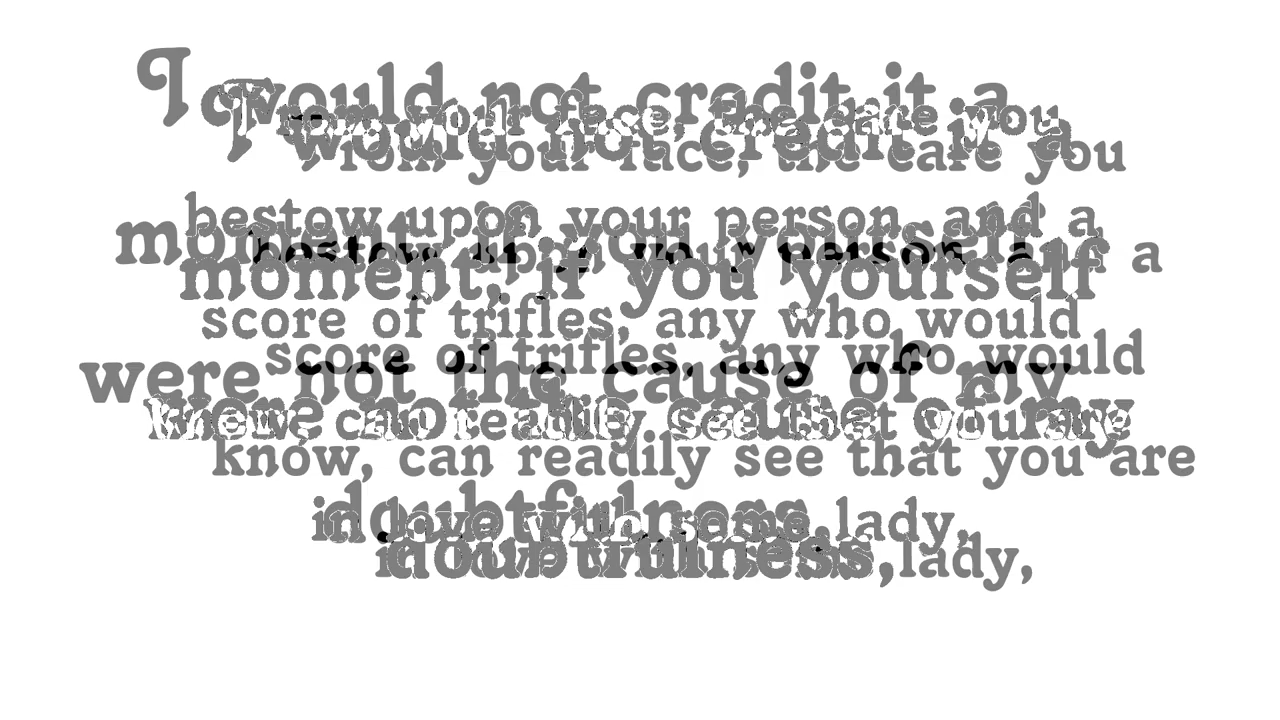 I would not credit it a
moment, if you yourself
were not the cause of my
doubtfulness,
from your face, the care you
bestow upon your person, and a
score of trifles, any who would
know, can readily see that you are
in love with some lady,